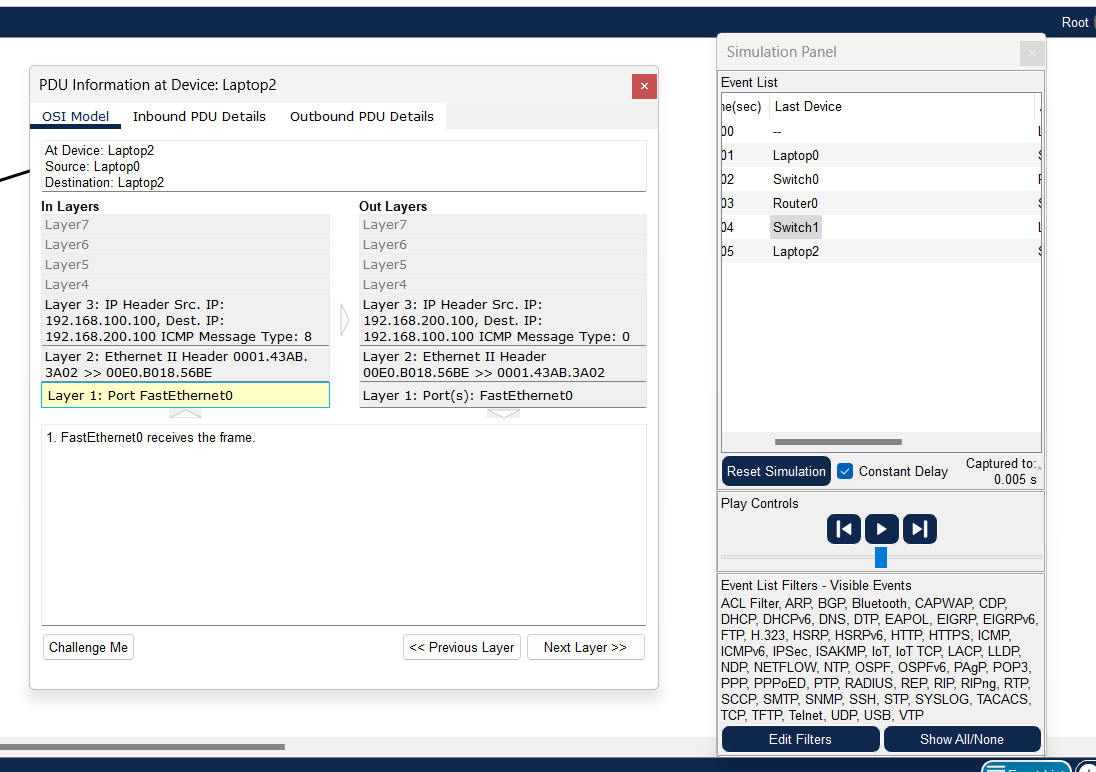 Root
PDU Information at Device: Laptop2
OSI Model Inbound PDU Details Outbound PDU Details
At Device: Laptop2
Source: Laptop0
Destination: Laptop2
In Layers
Layer7
Layer6
Layer5
Layer4
Layer 3: IP Header Src. IP:
192.168.100.100, Dest. IP:
192.168.200.100 ICMP Message Type: 8
Layer 2: Ethernet II Header 0001.43AB.
3A02 >> 00E0.B018.56BE
Layer 1: Port FastEthernet0
Out Layers
Layer7
Layer6
Layer5
Layer4
Layer 3: IP Header Src. IP:
192.168.200.100, Dest. IP:
192.168.100.100 ICMP Message Type: 0
Layer 2: Ethernet II Header
00E0.B018.56BE >> 0001.43AB.3A02
Layer 1: Port(s): FastEthernet0
1. FastEthernet0 receives the frame.
Challenge Me
<< Previous Layer
Next Layer >>
Simulation Panel
Event List
e(sec) Last Device
00 --
01 Laptop0
02 Switch0
03 Router0
04 Switch1
05 Laptop2
Reset Simulation
Constant Delay
Captured to:
0.005 s
Play Controls
Event List Filters - Visible Events
ACL Filter, ARP, BGP, Bluetooth, CAPWAP, CDP,
DHCP, DHCPv6, DNS, DTP, EAPOL, EIGRP, EIGRPv6,
FTP, H.323, HSRP, HSRPv6, HTTP, HTTPS, ICMP,
ICMPv6, IPSec, ISAKMP, IoT, IoT TCP, LACP, LLDP,
NDP, NETFLOW, NTP, OSPF, OSPFv6, PAgP, POP3,
PPP, PPPoED, PTP, RADIUS, REP, RIP, RIPng, RTP,
SCCP, SMTP, SNMP, SSH, STP, SYSLOG, TACACS,
TCP, TFTP, Telnet, UDP, USB, VTP
Edit Filters
Show All/None